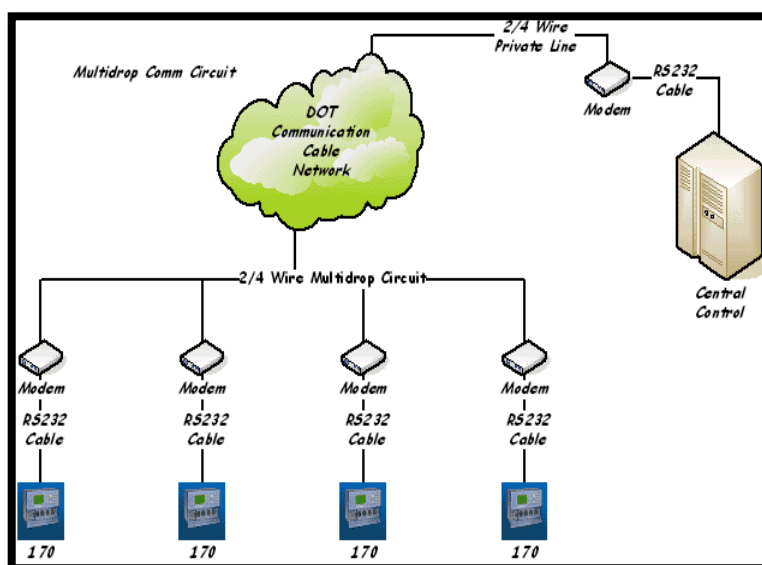 2/4 Wire
Private Line
Multidrop Comm Circuit
RS232
Cable
Modem
DOT
Communication
Cable
Network
Central
Control
2/4 Wire Multidrop Circuit
Modem
Modem
Modem
Modem
RS232
Cable
RS232
Cable
RS232
Cable
RS232
Cable
170
170
170
170